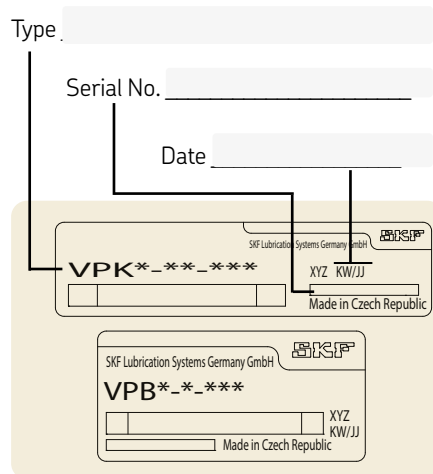 Type
Serial No.
Date
SKF Lubrication Systems Germany GmbH SKF
VPK*-**-*** XYZ KW/JJ
Made in Czech Republic
SKF Lubrication Systems Germany GmbH SKF
VPB*-*-***
XYZ
KW/JJ
Made in Czech Republic